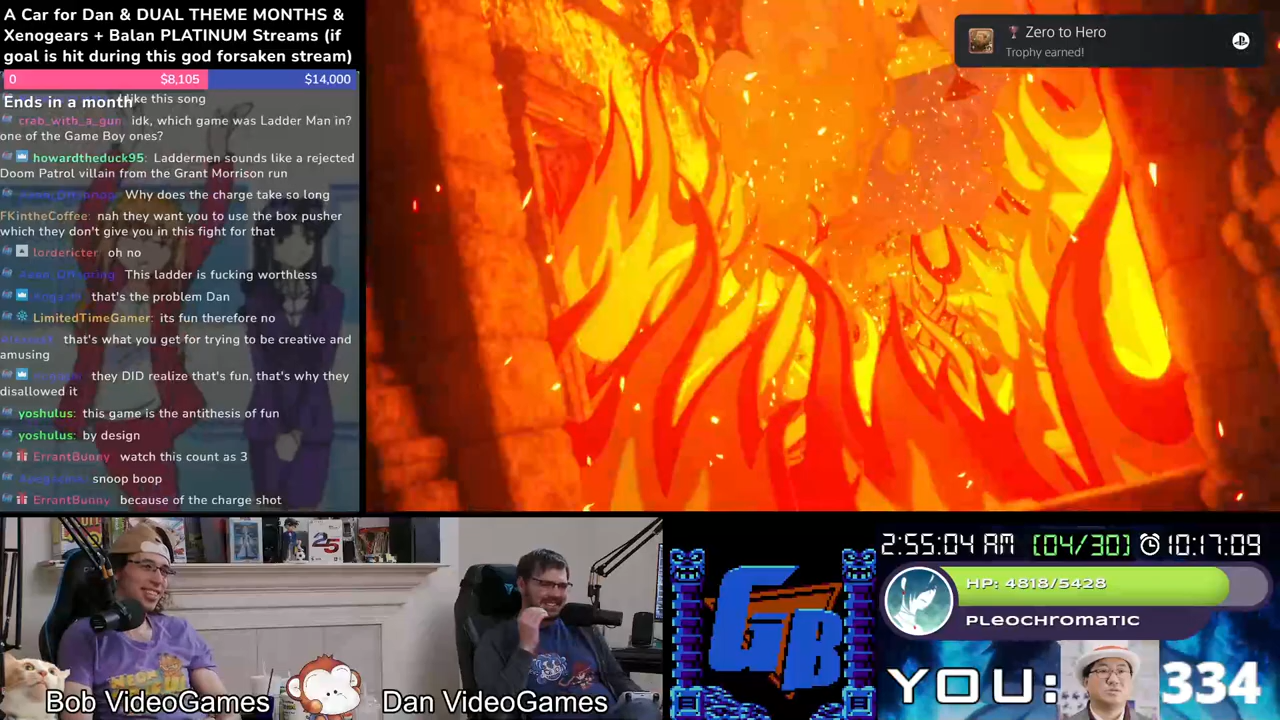 A Car for Dan & DUAL THEME MONTHS &
Xenogears + Balan PLATINUM Streams (if
goal is hit during this god forsaken stream)
0 $8,105 $14,000
Ends in a month
like this song
crab_with_a_gun idk, which game was Ladder Man in?
one of the Game Boy ones?
howardtheduck95: Laddermen sounds like a rejected
Doom Patrol villain from the Grant Morrison run
Why does the charge take so long
FKintheCoffee: nah they want you to use the box pusher
which they don't give you in this fight for that
lordericter oh no
This ladder is fucking worthless
that's the problem Dan
LimitedTimeGamer: its fun therefore no
that's what you get for trying to be creative and
amusing
they DID realize that's fun, that's why they
disallowed it
yoshulus: this game is the antithesis of fun
yoshulus: by design
ErrantBunny watch this count as 3
snoop boop
ErrantBunny because of the charge shot
Zero to Hero
Trophy earned!
25
NEON
Bob VideoGames
Dan VideoGames
GB
2:55:04 AM [04/30] 10:17:09
HP: 4818/5428
PLEOCHROMATIC
YOU: 334